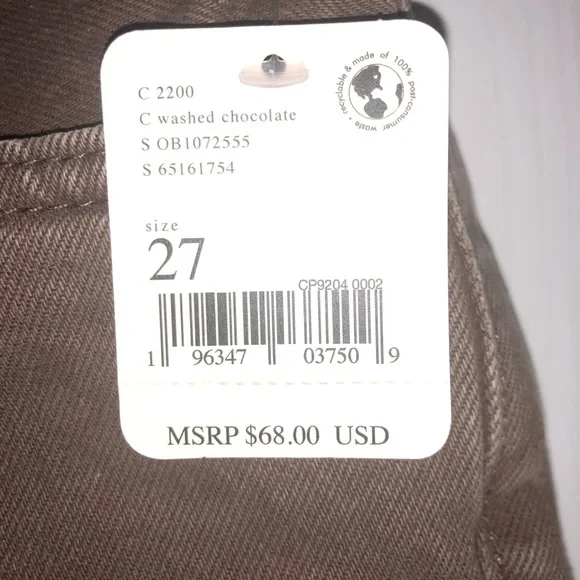 C 2200
C washed chocolate
S OB1072555
S 65161754
recyclable & made of 100% post-consumer waste •
size
27
CP9204 0002
1 96347 03750 9
MSRP $68.00 USD